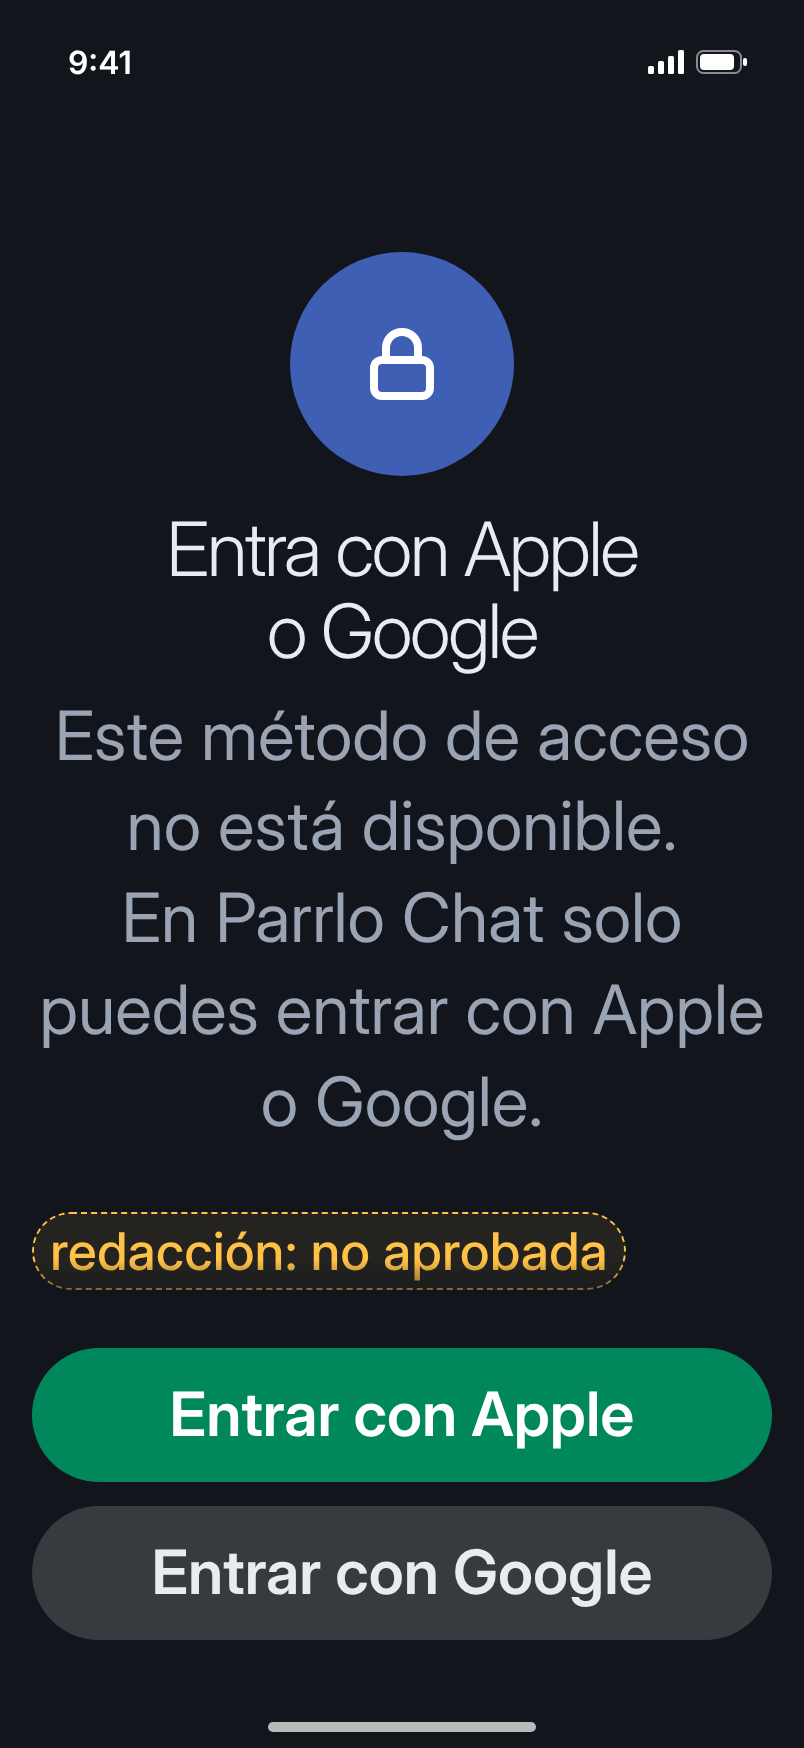 9:41
Entra con Apple
o Google
Este método de acceso
no está disponible.
En Parrlo Chat solo
puedes entrar con Apple
o Google.
redacción: no aprobada
Entrar con Apple
Entrar con Google